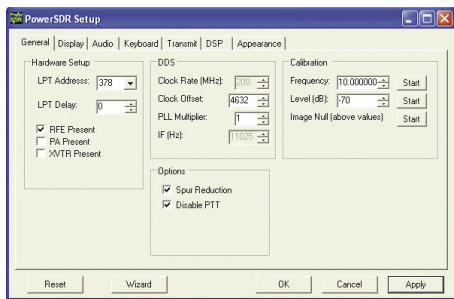 PowerSDR Setup
General Display Audio Keyboard Transmit DSP Appearance
Hardware Setup
LPT Addresss: 378
LPT Delay: 0
RFE Present
PA Present
XVTR Present
DDS
Clock Rate (MHz): 200
Clock Offset: 4632
PLL Multiplier: 1
IF (Hz): 11025
Options
Spur Reduction
Disable PTT
Calibration
Frequency: 10.000000 Start
Level (dB): -70 Start
Image Null (above values) Start
Reset Wizard OK Cancel Apply